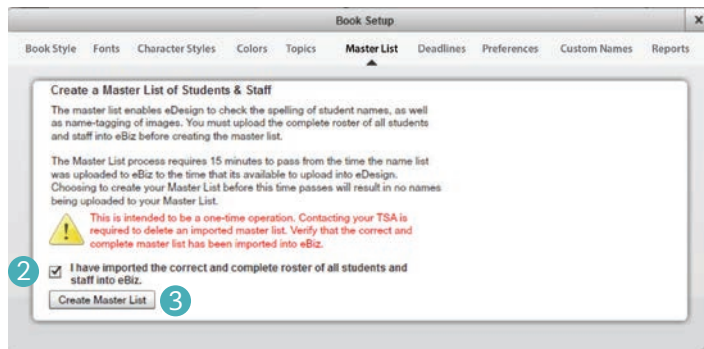 Book Setup
x
Book Style Fonts Character Styles Colors Topics Master List Deadlines Preferences Custom Names Reports
Create a Master List of Students & Staff
The master list enables eDesign to check the spelling of student names, as well
as name-tagging of images. You must upload the complete roster of all students
and staff into eBiz before creating the master list.
The Master List process requires 15 minutes to pass from the time the name list
was uploaded to eBiz to the time that its available to upload into eDesign.
Choosing to create your Master List before this time passes will result in no names
being uploaded to your Master List.
This is intended to be a one-time operation. Contacting your TSA is
required to delete an imported master list. Verify that the correct and
complete master list has been imported into eBiz.
2 I have imported the correct and complete roster of all students and
staff into eBiz.
Create Master List 3